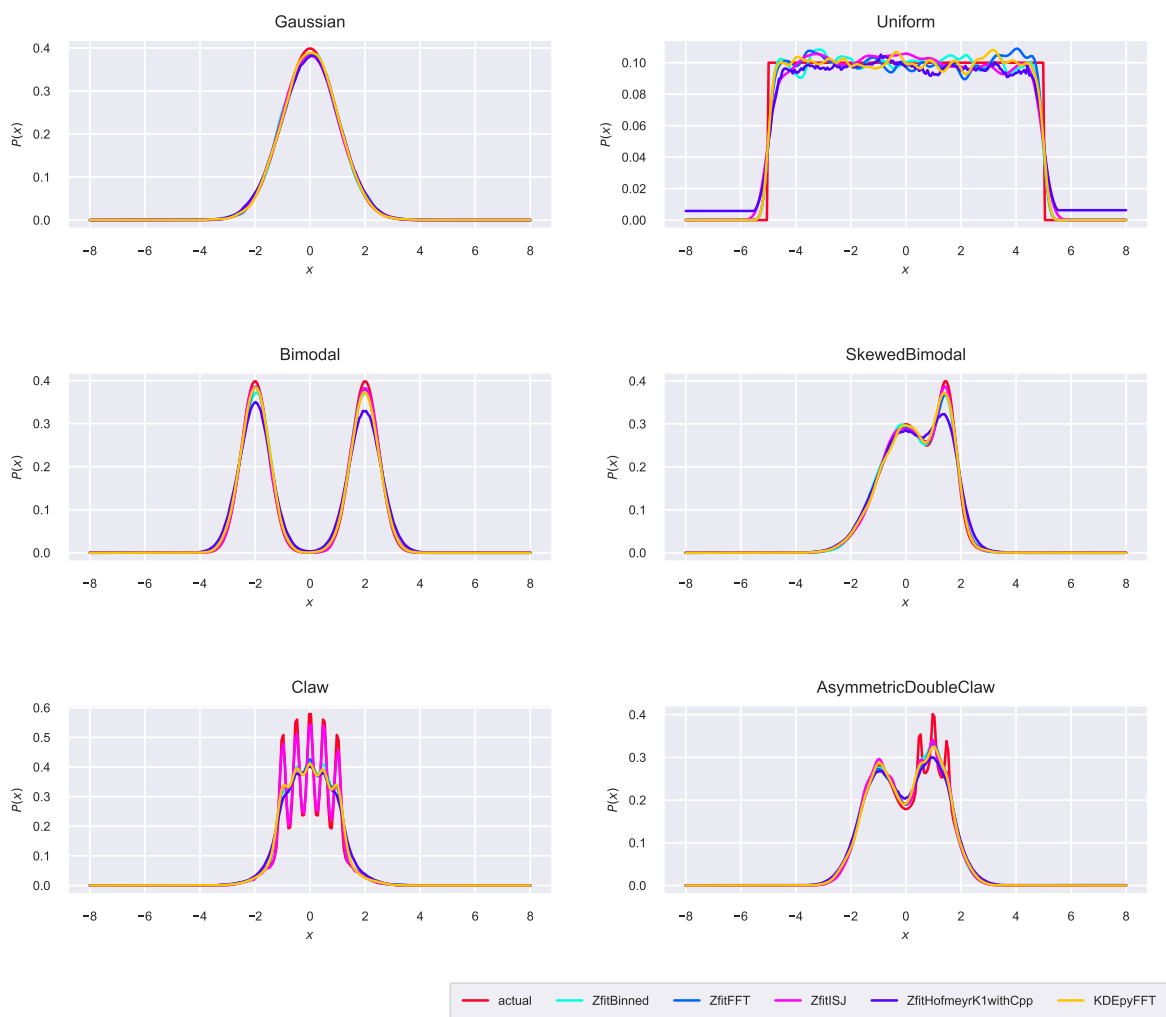 Gaussian
0.4
0.3
0.2
0.1
0.0
P(x)
−8 −6 −4 −2 0 2 4 6 8
x
Uniform
0.10
0.08
0.06
0.04
0.02
0.00
P(x)
−8 −6 −4 −2 0 2 4 6 8
x
Bimodal
0.4
0.3
0.2
0.1
0.0
P(x)
−8 −6 −4 −2 0 2 4 6 8
x
SkewedBimodal
0.4
0.3
0.2
0.1
0.0
P(x)
−8 −6 −4 −2 0 2 4 6 8
x
Claw
0.6
0.5
0.4
0.3
0.2
0.1
0.0
P(x)
−8 −6 −4 −2 0 2 4 6 8
x
AsymmetricDoubleClaw
0.4
0.3
0.2
0.1
0.0
P(x)
−8 −6 −4 −2 0 2 4 6 8
x
actual ZfitBinned ZfitFFT ZfitISJ ZfitHofmeyrK1withCpp KDEpyFFT